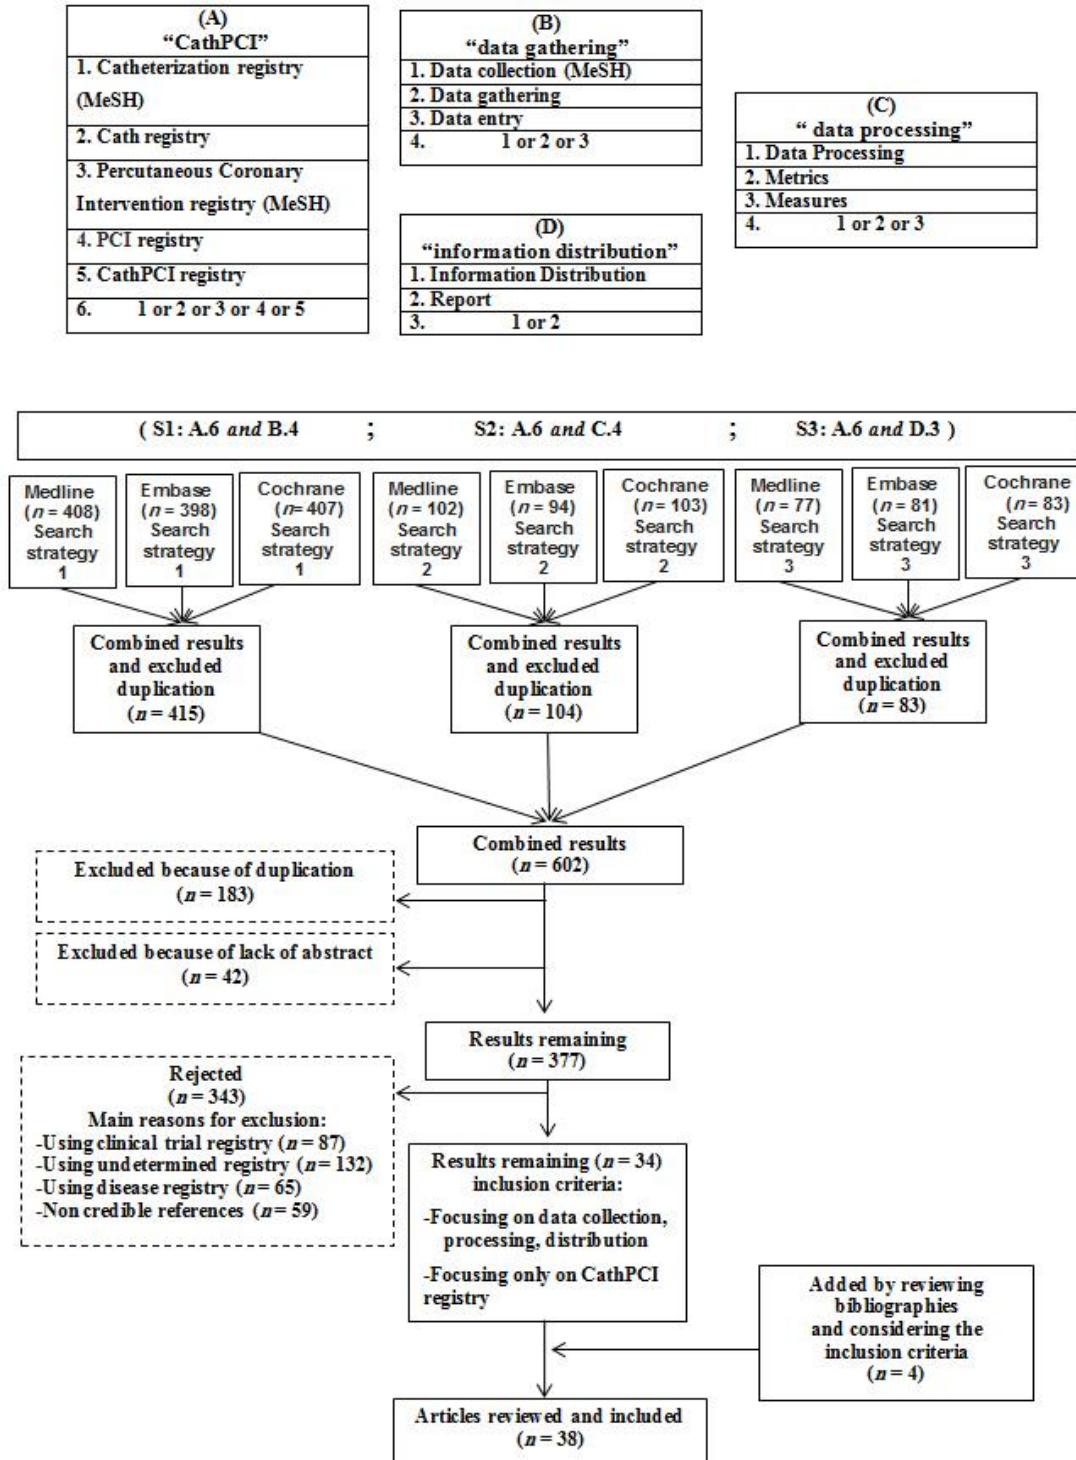 (A)
“CathPCI”
1. Catheterization registry
(MeSH)
2. Cath registry
3. Percutaneous Coronary
Intervention registry (MeSH)
4. PCI registry
5. CathPCI registry
6. 1 or 2 or 3 or 4 or 5
(B)
“data gathering”
1. Data collection (MeSH)
2. Data gathering
3. Data entry
4. 1 or 2 or 3
(C)
“ data processing”
1. Data Processing
2. Metrics
3. Measures
4. 1 or 2 or 3
(D)
“information distribution”
1. Information Distribution
2. Report
3. 1 or 2
( S1: A.6 and B.4 ; S2: A.6 and C.4 ; S3: A.6 and D.3 )
Medline
(n = 408)
Search
strategy
1
Embase
(n = 398)
Search
strategy
1
Cochrane
(n = 407)
Search
strategy
1
Medline
(n = 102)
Search
strategy
2
Embase
(n = 94)
Search
strategy
2
Cochrane
(n = 103)
Search
strategy
2
Medline
(n = 77)
Search
strategy
3
Embase
(n = 81)
Search
strategy
3
Cochrane
(n = 83)
Search
strategy
3
Combined results
and excluded
duplication
(n = 415)
Combined results
and excluded
duplication
(n = 104)
Combined results
and excluded
duplication
(n = 83)
Combined results
(n = 602)
Excluded because of duplication
(n = 183)
Excluded because of lack of abstract
(n = 42)
Results remaining
(n = 377)
Rejected
(n = 343)
Main reasons for exclusion:
-Using clinical trial registry (n = 87)
-Using undetermined registry (n = 132)
-Using disease registry (n = 65)
-Non credible references (n = 59)
Results remaining (n = 34)
inclusion criteria:
-Focusing on data collection,
processing, distribution
-Focusing only on CathPCI
registry
Added by reviewing
bibliographies
and considering the
inclusion criteria
(n = 4)
Articles reviewed and included
(n = 38)